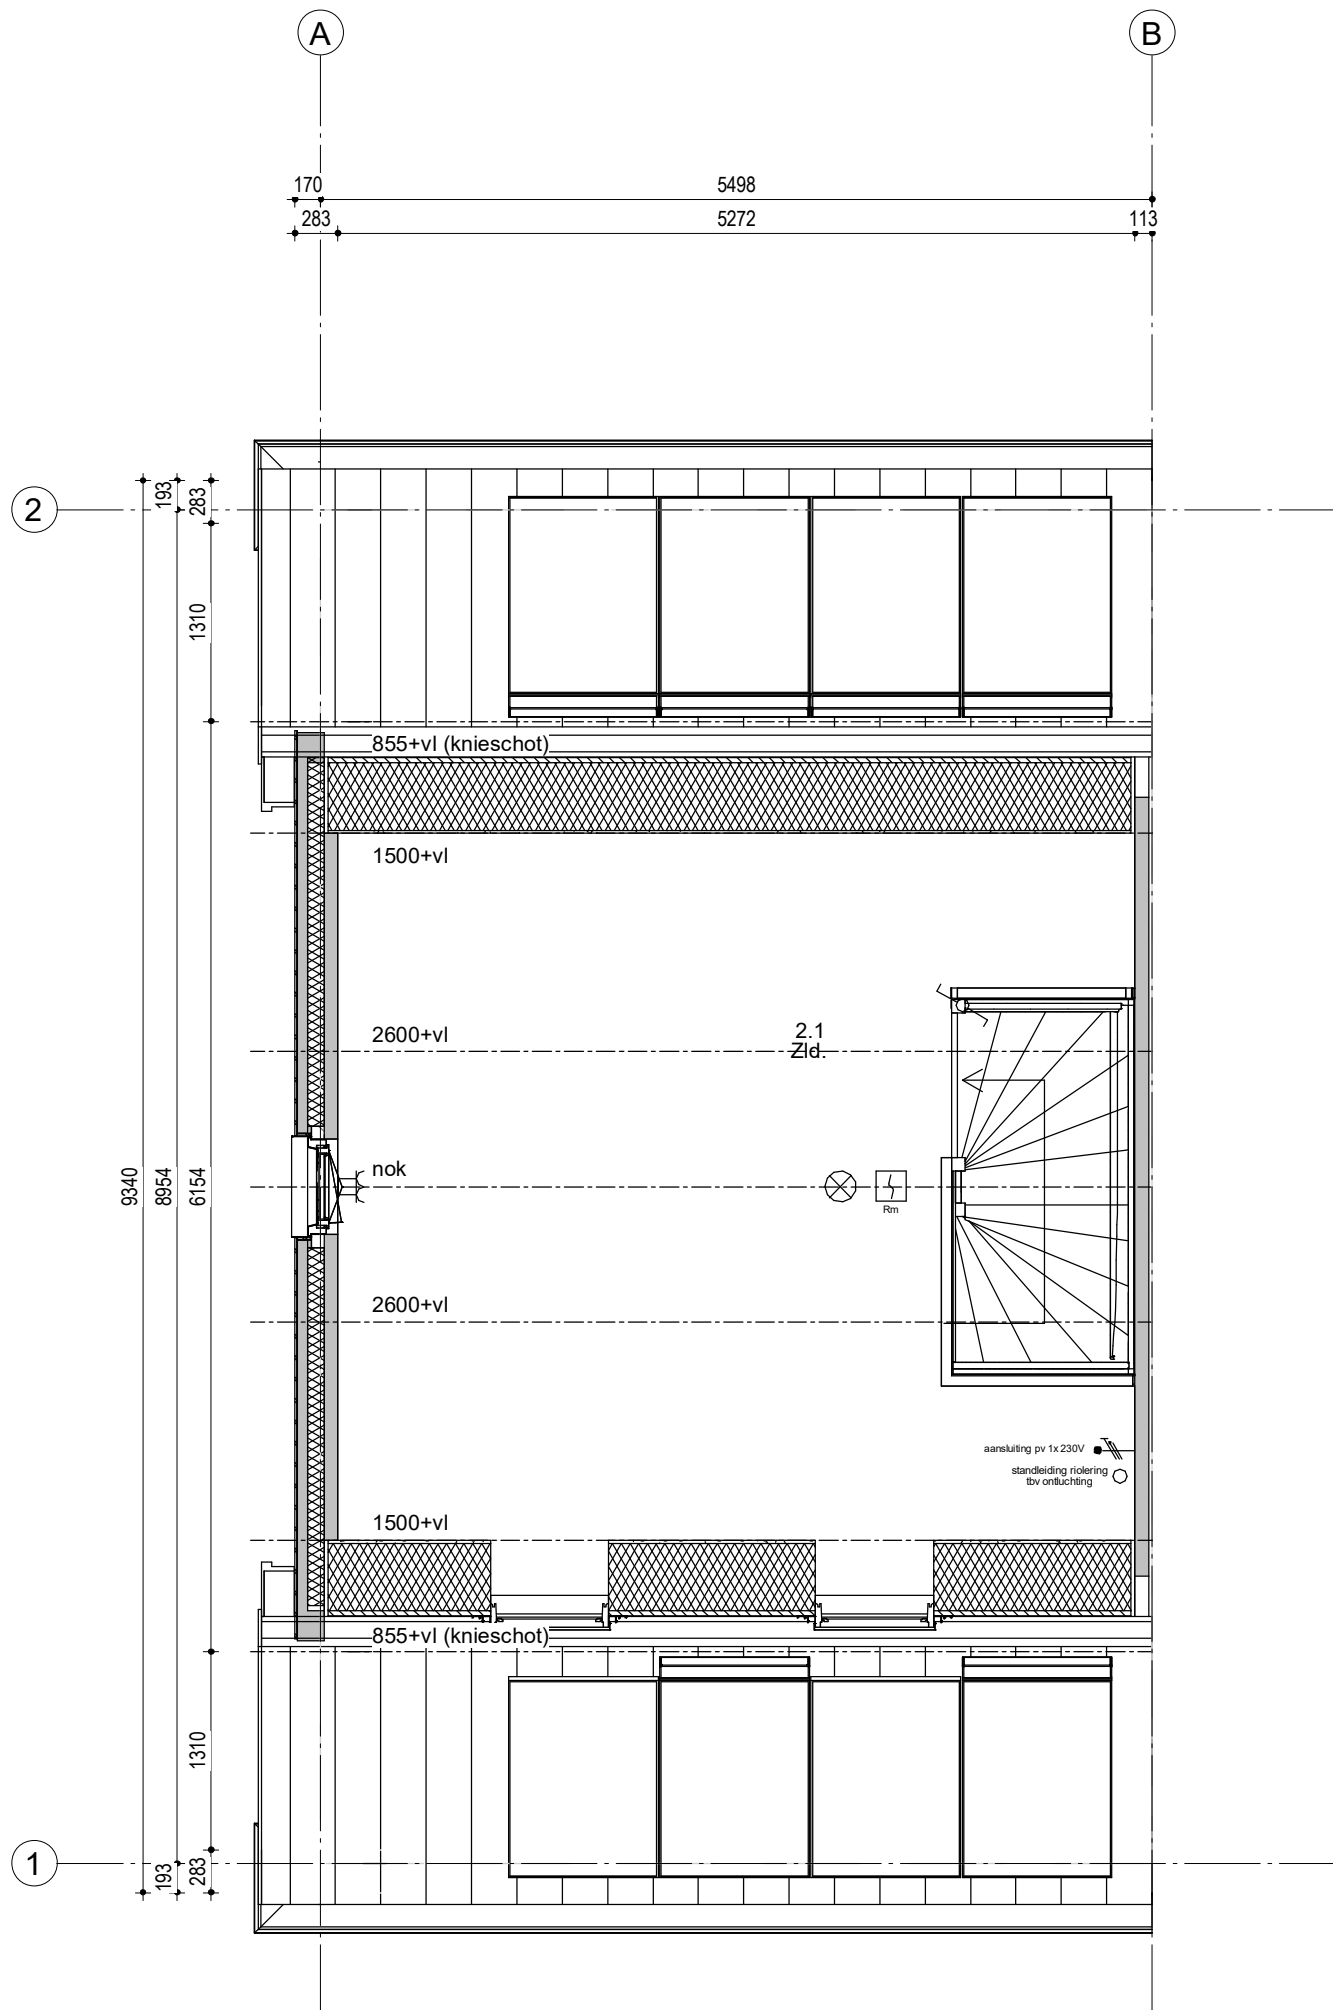 A
B
170
5498
283
5272
113
2
193
283
1310
855+vl (knieschot)
1500+vl
2600+vl
2.1
Zld.
9340
8954
6154
nok
Rm
2600+vl
aansluiting pv 1x 230V
standleiding riolering
tbv ontluchting
1500+vl
855+vl (knieschot)
1310
1
193
283